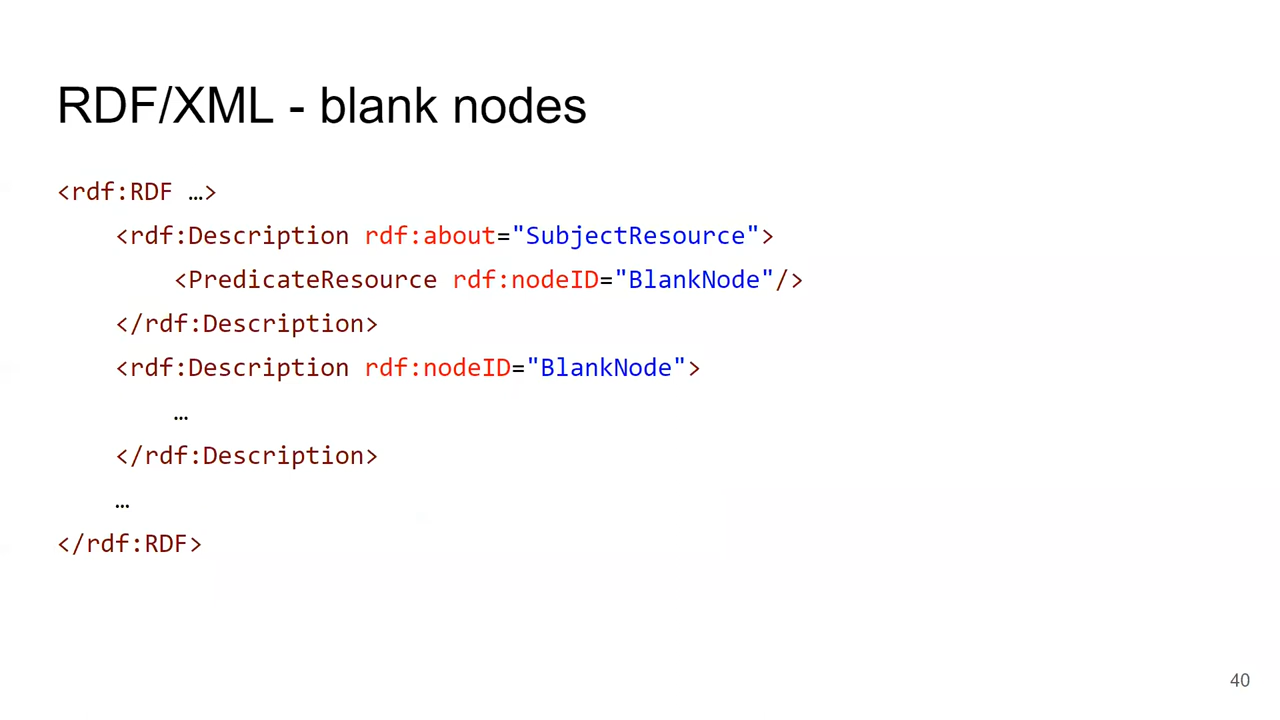 RDF/XML - blank nodes
<rdf:RDF …>
<rdf:Description rdf:about="SubjectResource">
<PredicateResource rdf:nodeID="BlankNode"/>
</rdf:Description>
<rdf:Description rdf:nodeID="BlankNode">
…
</rdf:Description>
…
</rdf:RDF>
40